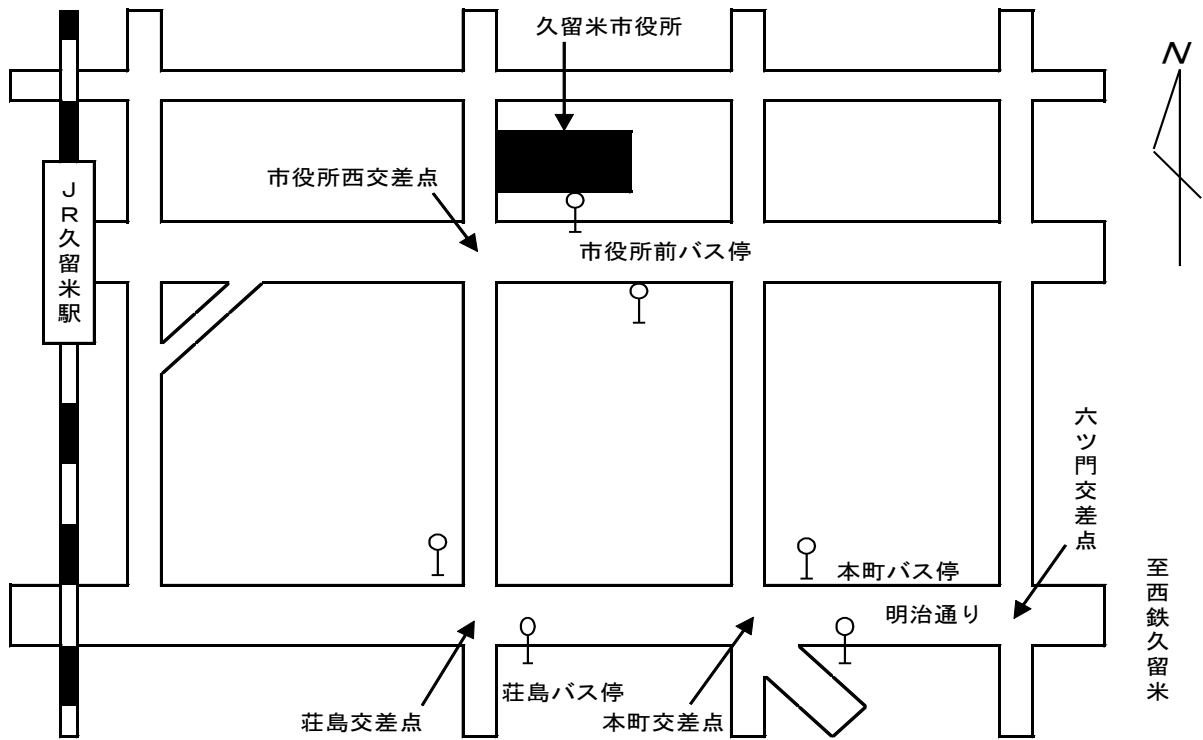 久留米市役所
N
市役所西交差点
JR久留米駅
市役所前バス停
六ツ門交差点
本町バス停
至西鉄久留米
明治通り
荘島バス停
荘島交差点
本町交差点